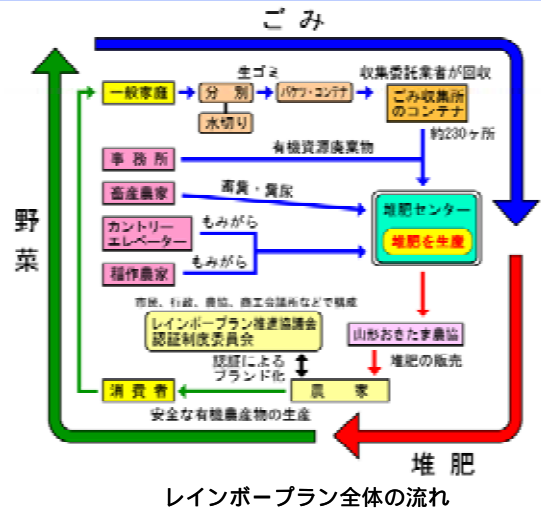 ごみ
生ゴミ
収集委託業者が回収
一般家庭
分別
バケツ・コンテナ
ごみ収集所
のコンテナ
水切り
約230ヶ所
有機資源廃棄物
事務所
畜産農家
畜糞・糞尿
堆肥センター
堆肥を生産
カントリー
エレベーター
もみがら
稲作農家
もみがら
野菜
市民、行政、農協、商工会議所などで構成
レインボープラン推進協議会
認証制度委員会
山形おきたま農協
認証による
ブランド化
堆肥の販売
消費者
農家
安全な有機農産物の生産
堆肥
レインボープラン全体の流れ